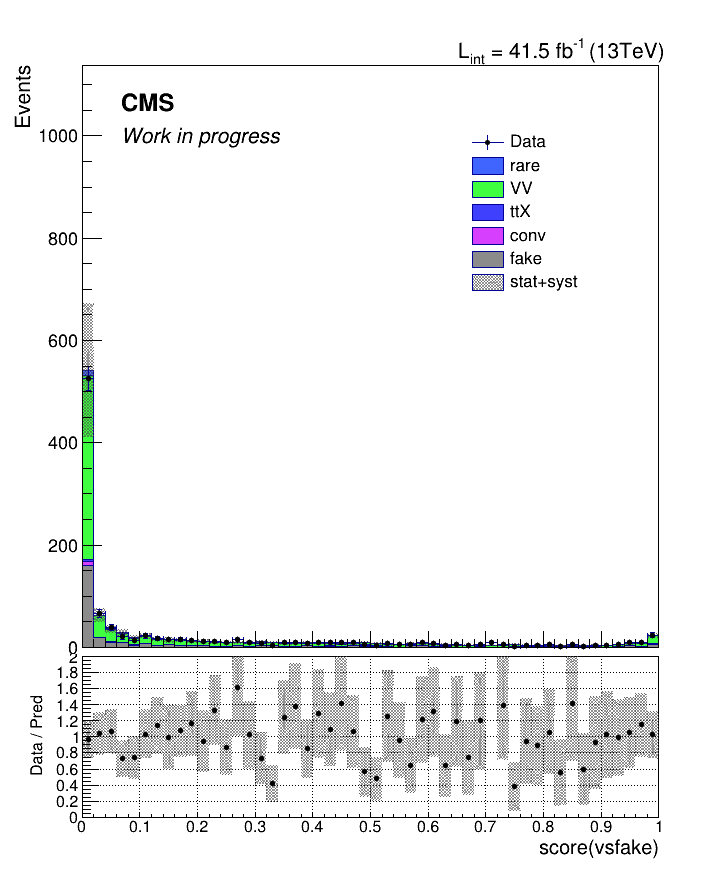 L_int = 41.5 fb^-1 (13TeV)
Events
CMS
Work in progress
Data
rare
VV
ttX
conv
fake
stat+syst
1000
800
600
400
200
0
Data / Pred
2
1.8
1.6
1.4
1.2
1
0.8
0.6
0.4
0.2
0
0 0.1 0.2 0.3 0.4 0.5 0.6 0.7 0.8 0.9 1
score(vsfake)